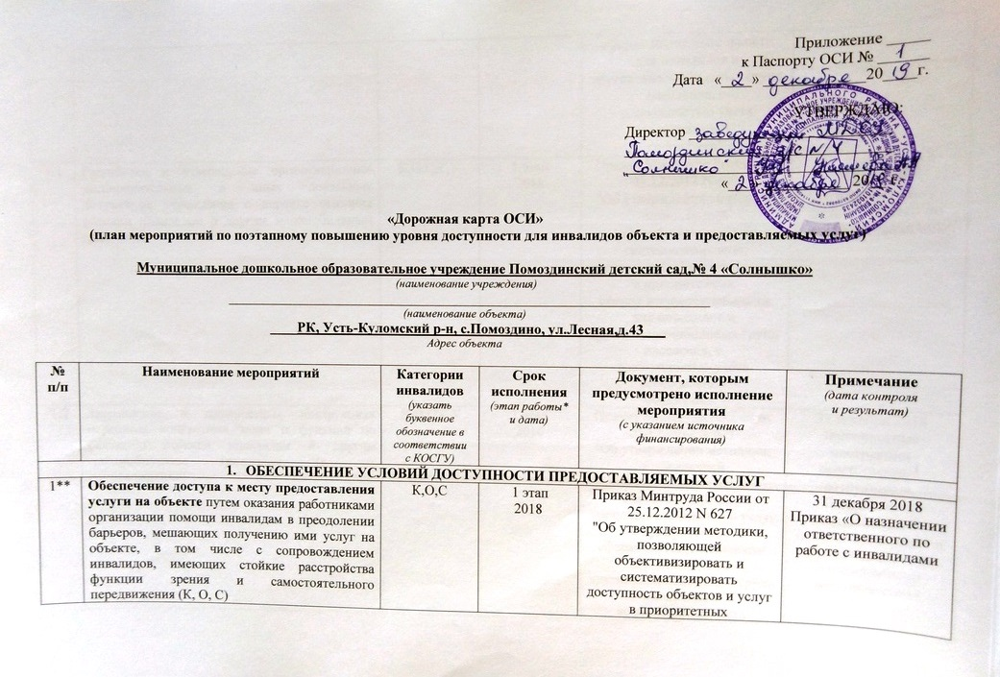 Приложение
к Паспорту ОСИ № 1
Дата « 2 » декабря 20 19 г.
УТВЕРЖДАЮ:
Директор заведующий МДОУ
Помоздинский д/с №4
"Солнышко"
« 2 » декабря 20 г.
«Дорожная карта ОСИ»
(план мероприятий по поэтапному повышению уровня доступности для инвалидов объекта и предоставляемых услуг)
Муниципальное дошкольное образовательное учреждение Помоздинский детский сад,№ 4 «Солнышко»
(наименование учреждения)
(наименование объекта)
РК, Усть-Куломский р-н, с.Помоздино, ул.Лесная,д.43
Адрес объекта
№
п/п
Наименование мероприятий
Категории
инвалидов
(указать
буквенное
обозначение в
соответствии
с КОСГУ)
Срок
исполнения
(этап работы*
и дата)
Документ, которым
предусмотрено исполнение
мероприятия
(с указанием источника
финансирования)
Примечание
(дата контроля
и результат)
1. ОБЕСПЕЧЕНИЕ УСЛОВИЙ ДОСТУПНОСТИ ПРЕДОСТАВЛЯЕМЫХ УСЛУГ
1**
Обеспечение доступа к месту предоставления
услуги на объекте путем оказания работниками
организации помощи инвалидам в преодолении
барьеров, мешающих получению ими услуг на
объекте, в том числе с сопровождением
инвалидов, имеющих стойкие расстройства
функции зрения и самостоятельного
передвижения (К, О, С)
К,О,С
1 этап
2018
Приказ Минтруда России от
25.12.2012 N 627
"Об утверждении методики,
позволяющей
объективизировать и
систематизировать
доступность объектов и услуг
в приоритетных
31 декабря 2018
Приказ «О назначении
ответственного по
работе с инвалидами